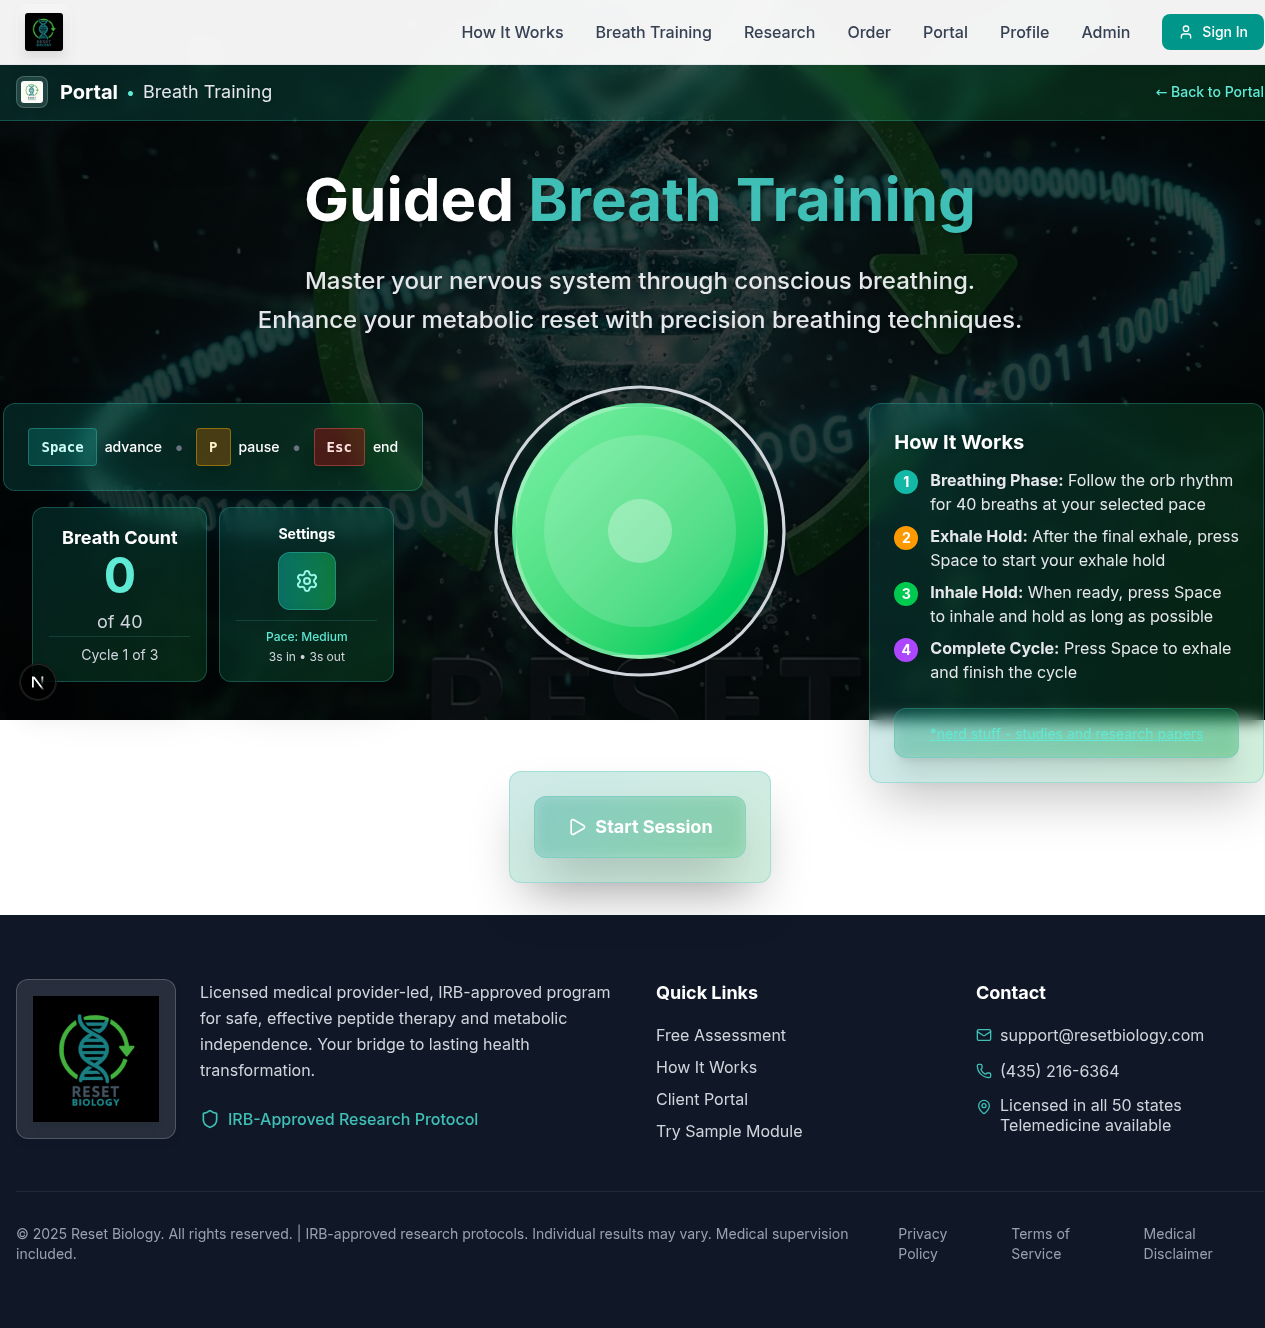 How It Works
Breath Training
Research
Order
Portal
Profile
Admin
Sign In
Portal • Breath Training
← Back to Portal
Guided Breath Training
Master your nervous system through conscious breathing.
Enhance your metabolic reset with precision breathing techniques.
Space advance • P pause • Esc end
Breath Count
0
of 40
Cycle 1 of 3
Settings
Pace: Medium
3s in • 3s out
N
RESET
How It Works
1 Breathing Phase: Follow the orb rhythm
for 40 breaths at your selected pace
2 Exhale Hold: After the final exhale, press
Space to start your exhale hold
3 Inhale Hold: When ready, press Space
to inhale and hold as long as possible
4 Complete Cycle: Press Space to exhale
and finish the cycle
*nerd stuff - studies and research papers
Start Session
RESET
BIOLOGY
Licensed medical provider-led, IRB-approved program
for safe, effective peptide therapy and metabolic
independence. Your bridge to lasting health
transformation.
IRB-Approved Research Protocol
Quick Links
Free Assessment
How It Works
Client Portal
Try Sample Module
Contact
support@resetbiology.com
(435) 216-6364
Licensed in all 50 states
Telemedicine available
© 2025 Reset Biology. All rights reserved. | IRB-approved research protocols. Individual results may vary. Medical supervision
included.
Privacy
Policy
Terms of
Service
Medical
Disclaimer